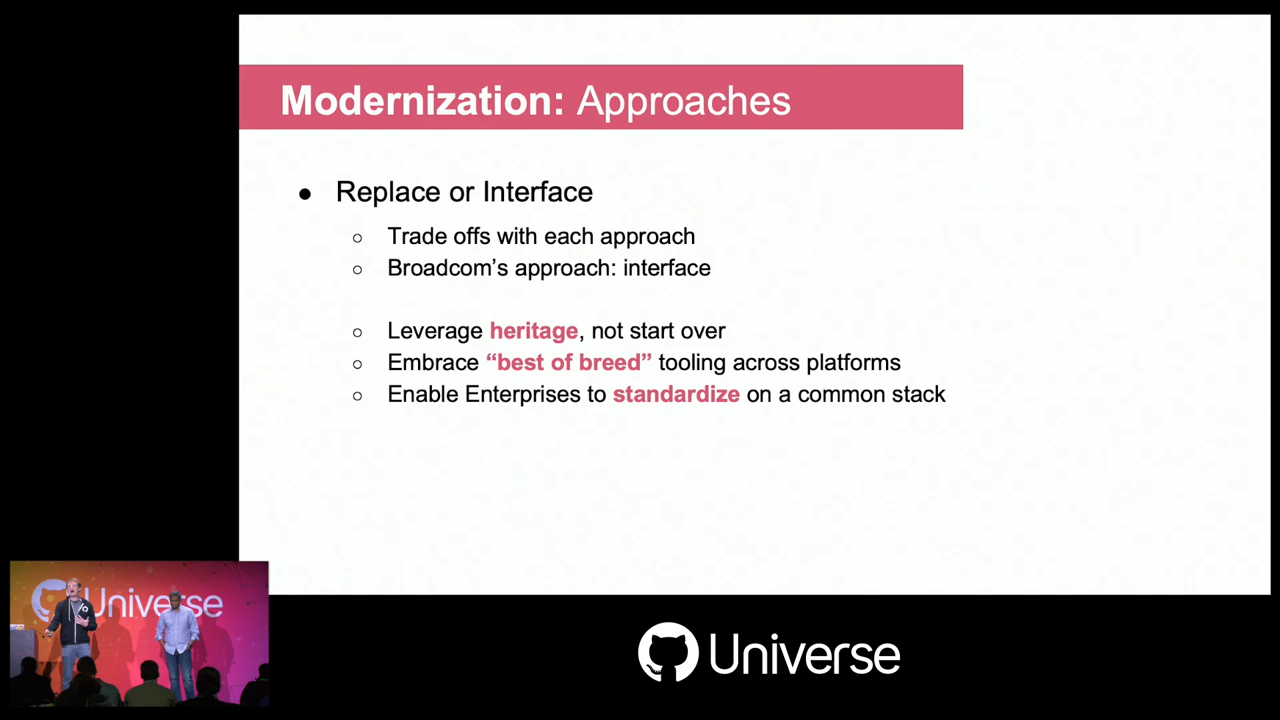 Modernization: Approaches
● Replace or Interface
○ Trade offs with each approach
○ Broadcom’s approach: interface
○ Leverage heritage, not start over
○ Embrace “best of breed” tooling across platforms
○ Enable Enterprises to standardize on a common stack
Universe
Universe